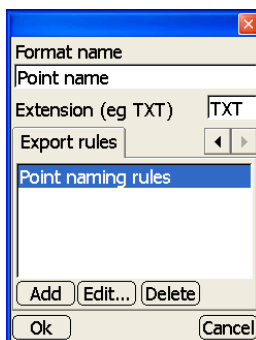 Format name
Point name
Extension (eg TXT) TXT
Export rules
Point naming rules
Add Edit... Delete
Ok Cancel